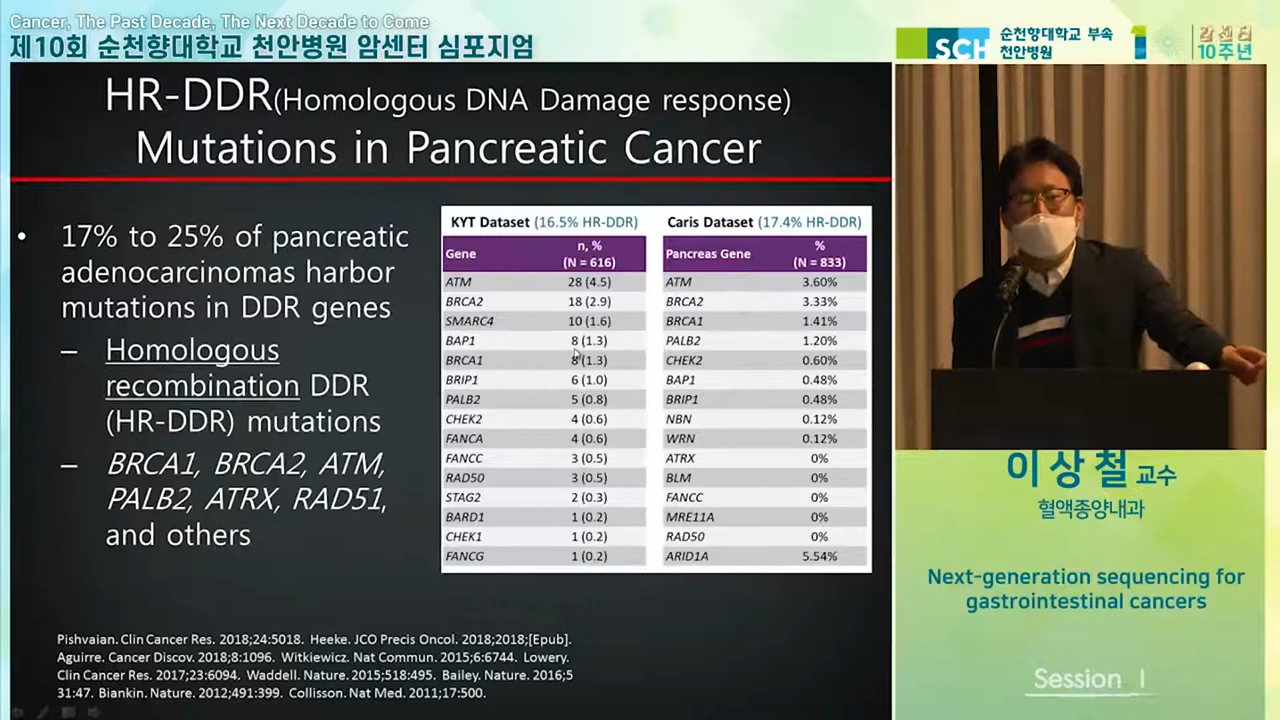 Cancer, The Past Decade, The Next Decade to Come
제10회 순천향대학교 천안병원 암센터 심포지엄
SCH
순천향대학교 부속
천안병원
암센터
10주년
HR-DDR(Homologous DNA Damage response)
Mutations in Pancreatic Cancer
• 17% to 25% of pancreatic
adenocarcinomas harbor
mutations in DDR genes
– Homologous
recombination DDR
(HR-DDR) mutations
– BRCA1, BRCA2, ATM,
PALB2, ATRX, RAD51,
and others
KYT Dataset (16.5% HR-DDR)
Gene n, % (N = 616)
ATM 28 (4.5)
BRCA2 18 (2.9)
SMARC4 10 (1.6)
BAP1 8 (1.3)
BRCA1 8 (1.3)
BRIP1 6 (1.0)
PALB2 5 (0.8)
CHEK2 4 (0.6)
FANCA 4 (0.6)
FANCC 3 (0.5)
RAD50 3 (0.5)
STAG2 2 (0.3)
BARD1 1 (0.2)
CHEK1 1 (0.2)
FANCG 1 (0.2)
Caris Dataset (17.4% HR-DDR)
Pancreas Gene % (N = 833)
ATM 3.60%
BRCA2 3.33%
BRCA1 1.41%
PALB2 1.20%
CHEK2 0.60%
BAP1 0.48%
BRIP1 0.48%
NBN 0.12%
WRN 0.12%
ATRX 0%
BLM 0%
FANCC 0%
MRE11A 0%
RAD50 0%
ARID1A 5.54%
Pishvaian. Clin Cancer Res. 2018;24:5018. Heeke. JCO Precis Oncol. 2018;2018;[Epub].
Aguirre. Cancer Discov. 2018;8:1096. Witkiewicz. Nat Commun. 2015;6:6744. Lowery.
Clin Cancer Res. 2017;23:6094. Waddell. Nature. 2015;518:495. Bailey. Nature. 2016;5
31:47. Biankin. Nature. 2012;491:399. Collisson. Nat Med. 2011;17:500.
이상철 교수
혈액종양내과
Next-generation sequencing for
gastrointestinal cancers
Session I